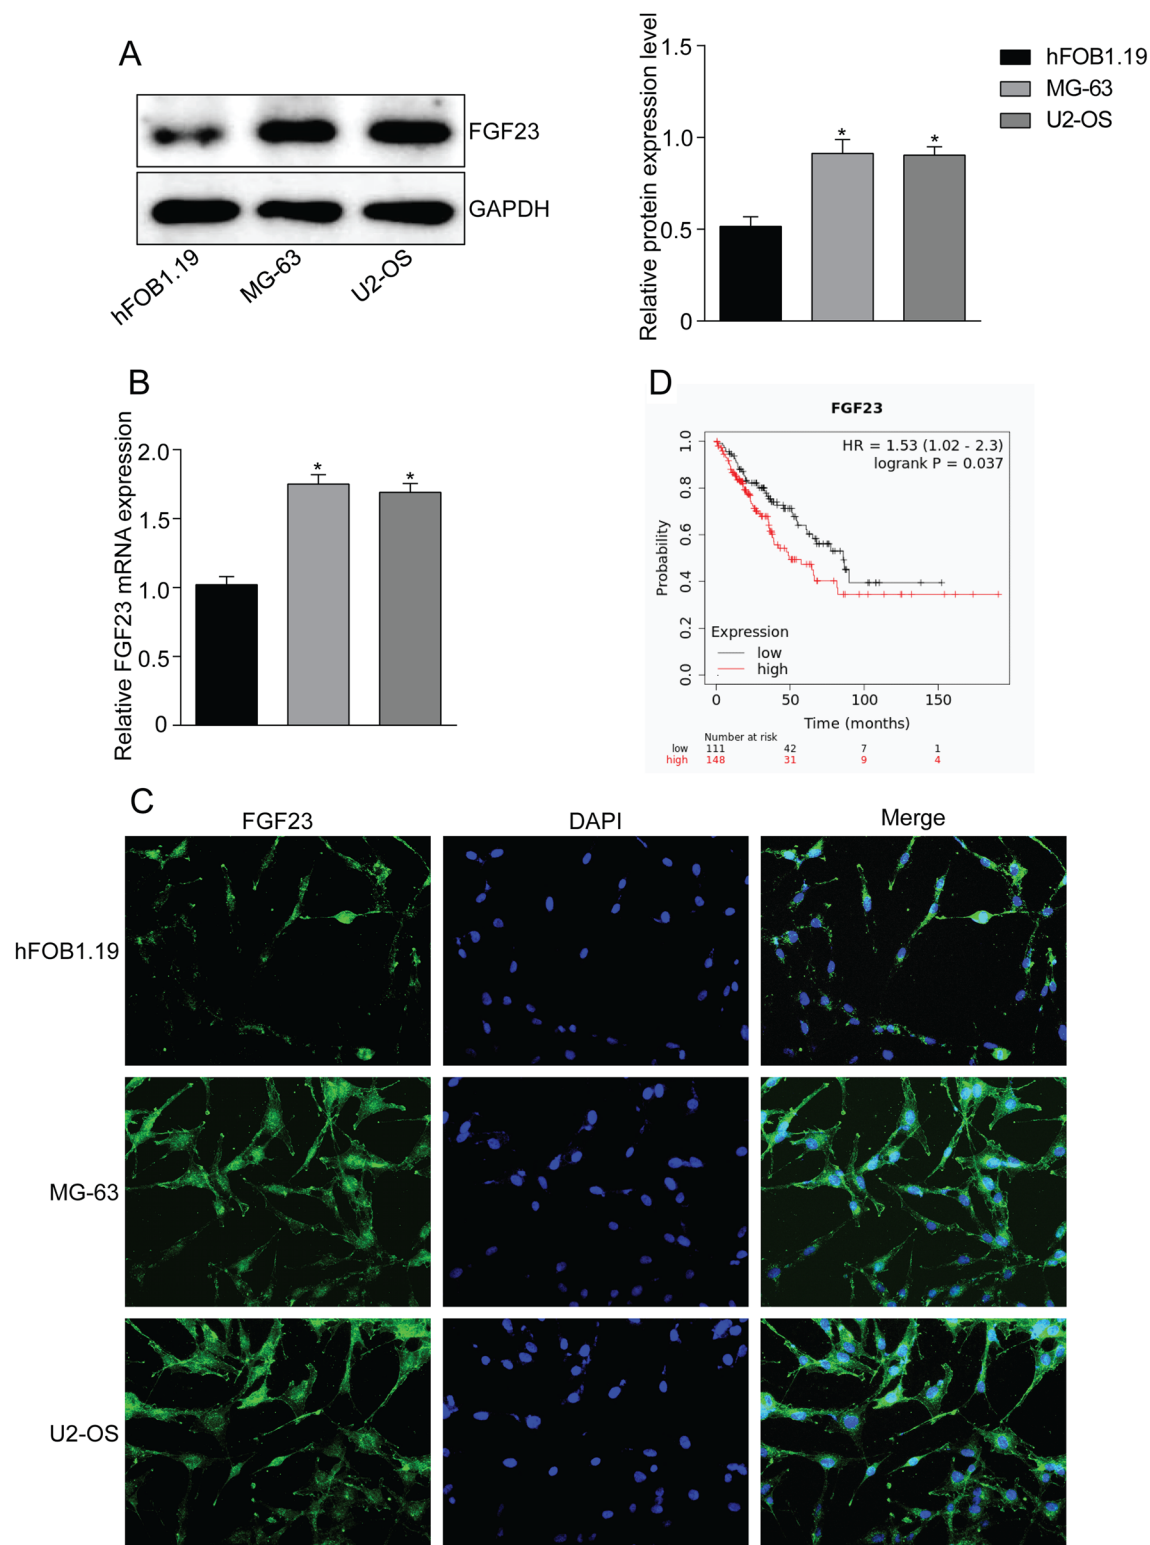 A
FGF23
GAPDH
hFOB1.19
MG-63
U2-OS
Relative protein expression level
1.5
1.0
0.5
0
*
*
hFOB1.19
MG-63
U2-OS
B
Relative FGF23 mRNA expression
2.0
1.5
1.0
0.5
0
*
*
D
FGF23
HR = 1.53 (1.02 - 2.3)
logrank P = 0.037
Probability
1.0
0.8
0.6
0.4
0.2
0.0
Expression
low
high
0 50 100 150
Time (months)
Number at risk
low 111 42 7 1
high 148 31 9 4
C
FGF23 DAPI Merge
hFOB1.19
MG-63
U2-OS